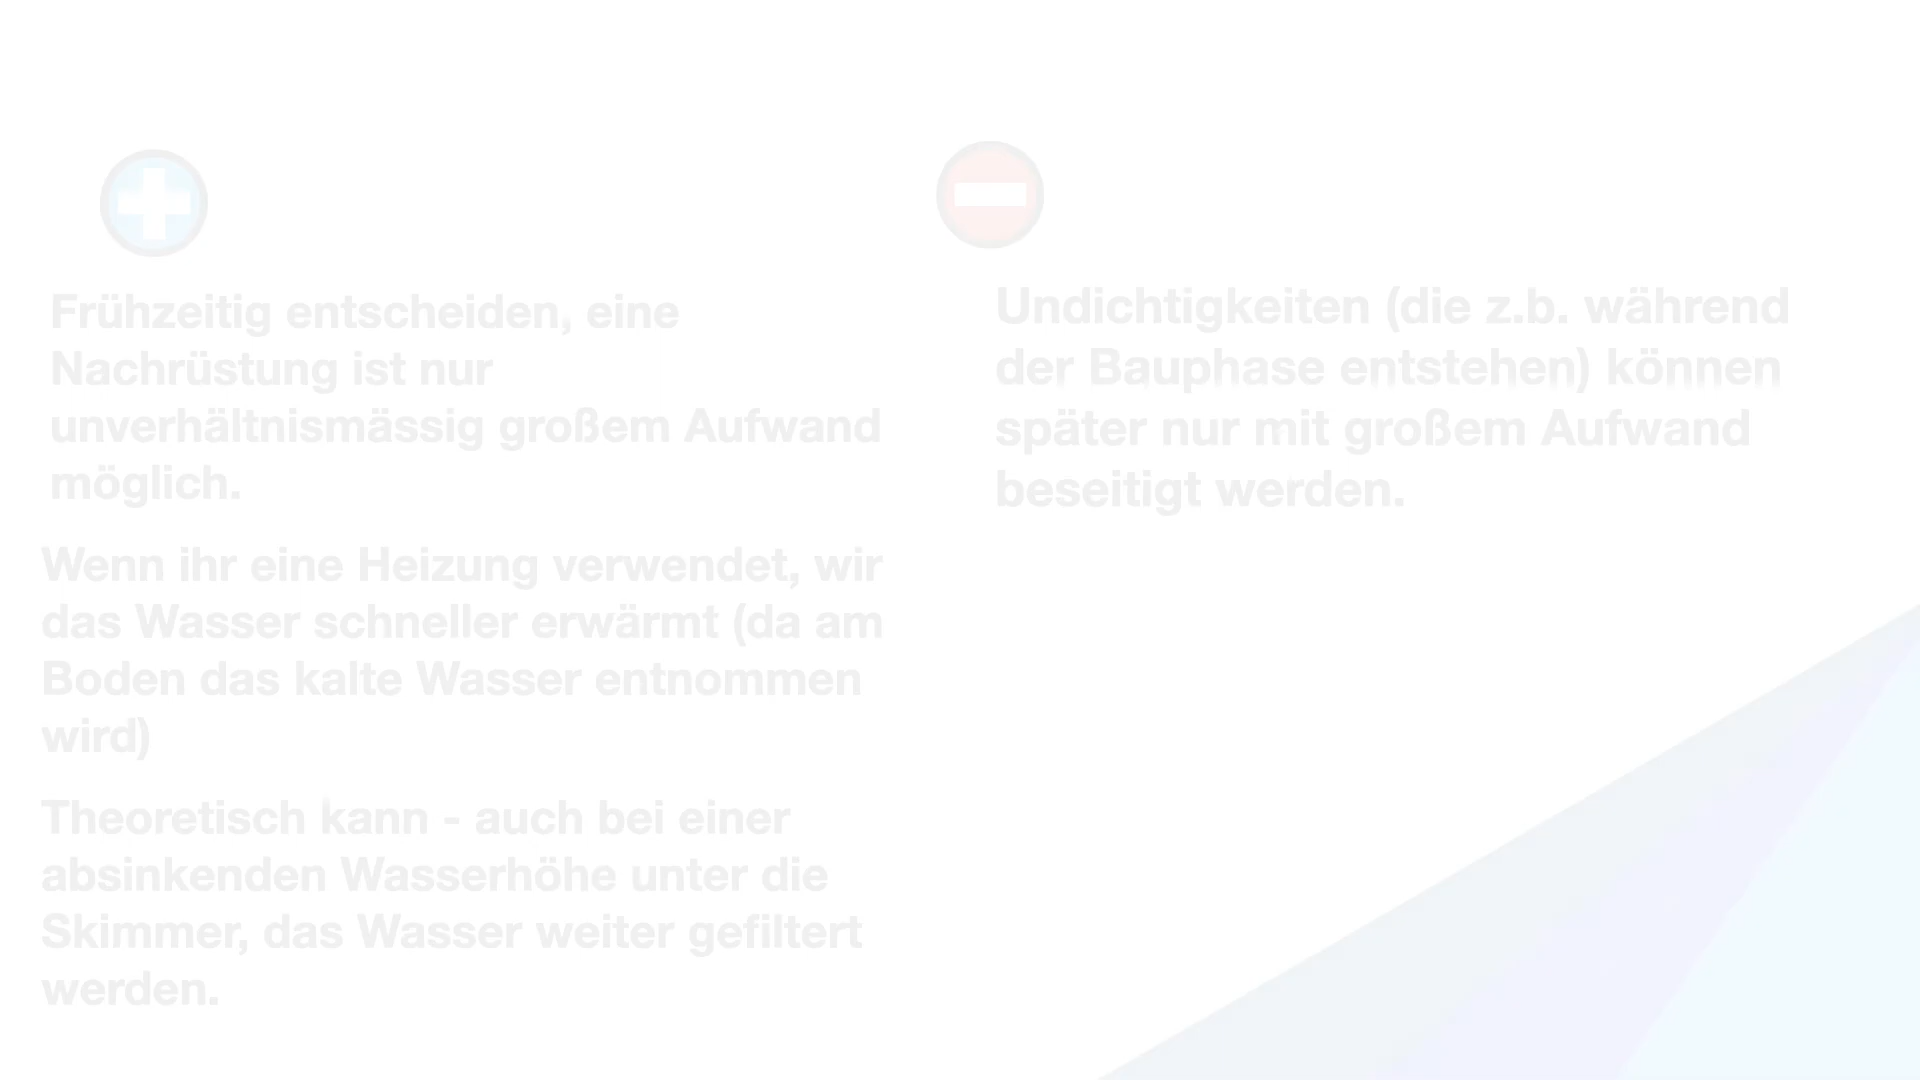 Frühzeitig entscheiden, eine
Nachrüstung ist nur
unverhältnismässig großem Aufwand
möglich.
Wenn ihr eine Heizung verwendet, wir
das Wasser schneller erwärmt (da am
Boden das kalte Wasser entnommen
wird)
Theoretisch kann - auch bei einer
absinkenden Wasserhöhe unter die
Skimmer, das Wasser weiter gefiltert
werden.
Undichtigkeiten (die z.b. während
der Bauphase entstehen) können
später nur mit großem Aufwand
beseitigt werden.